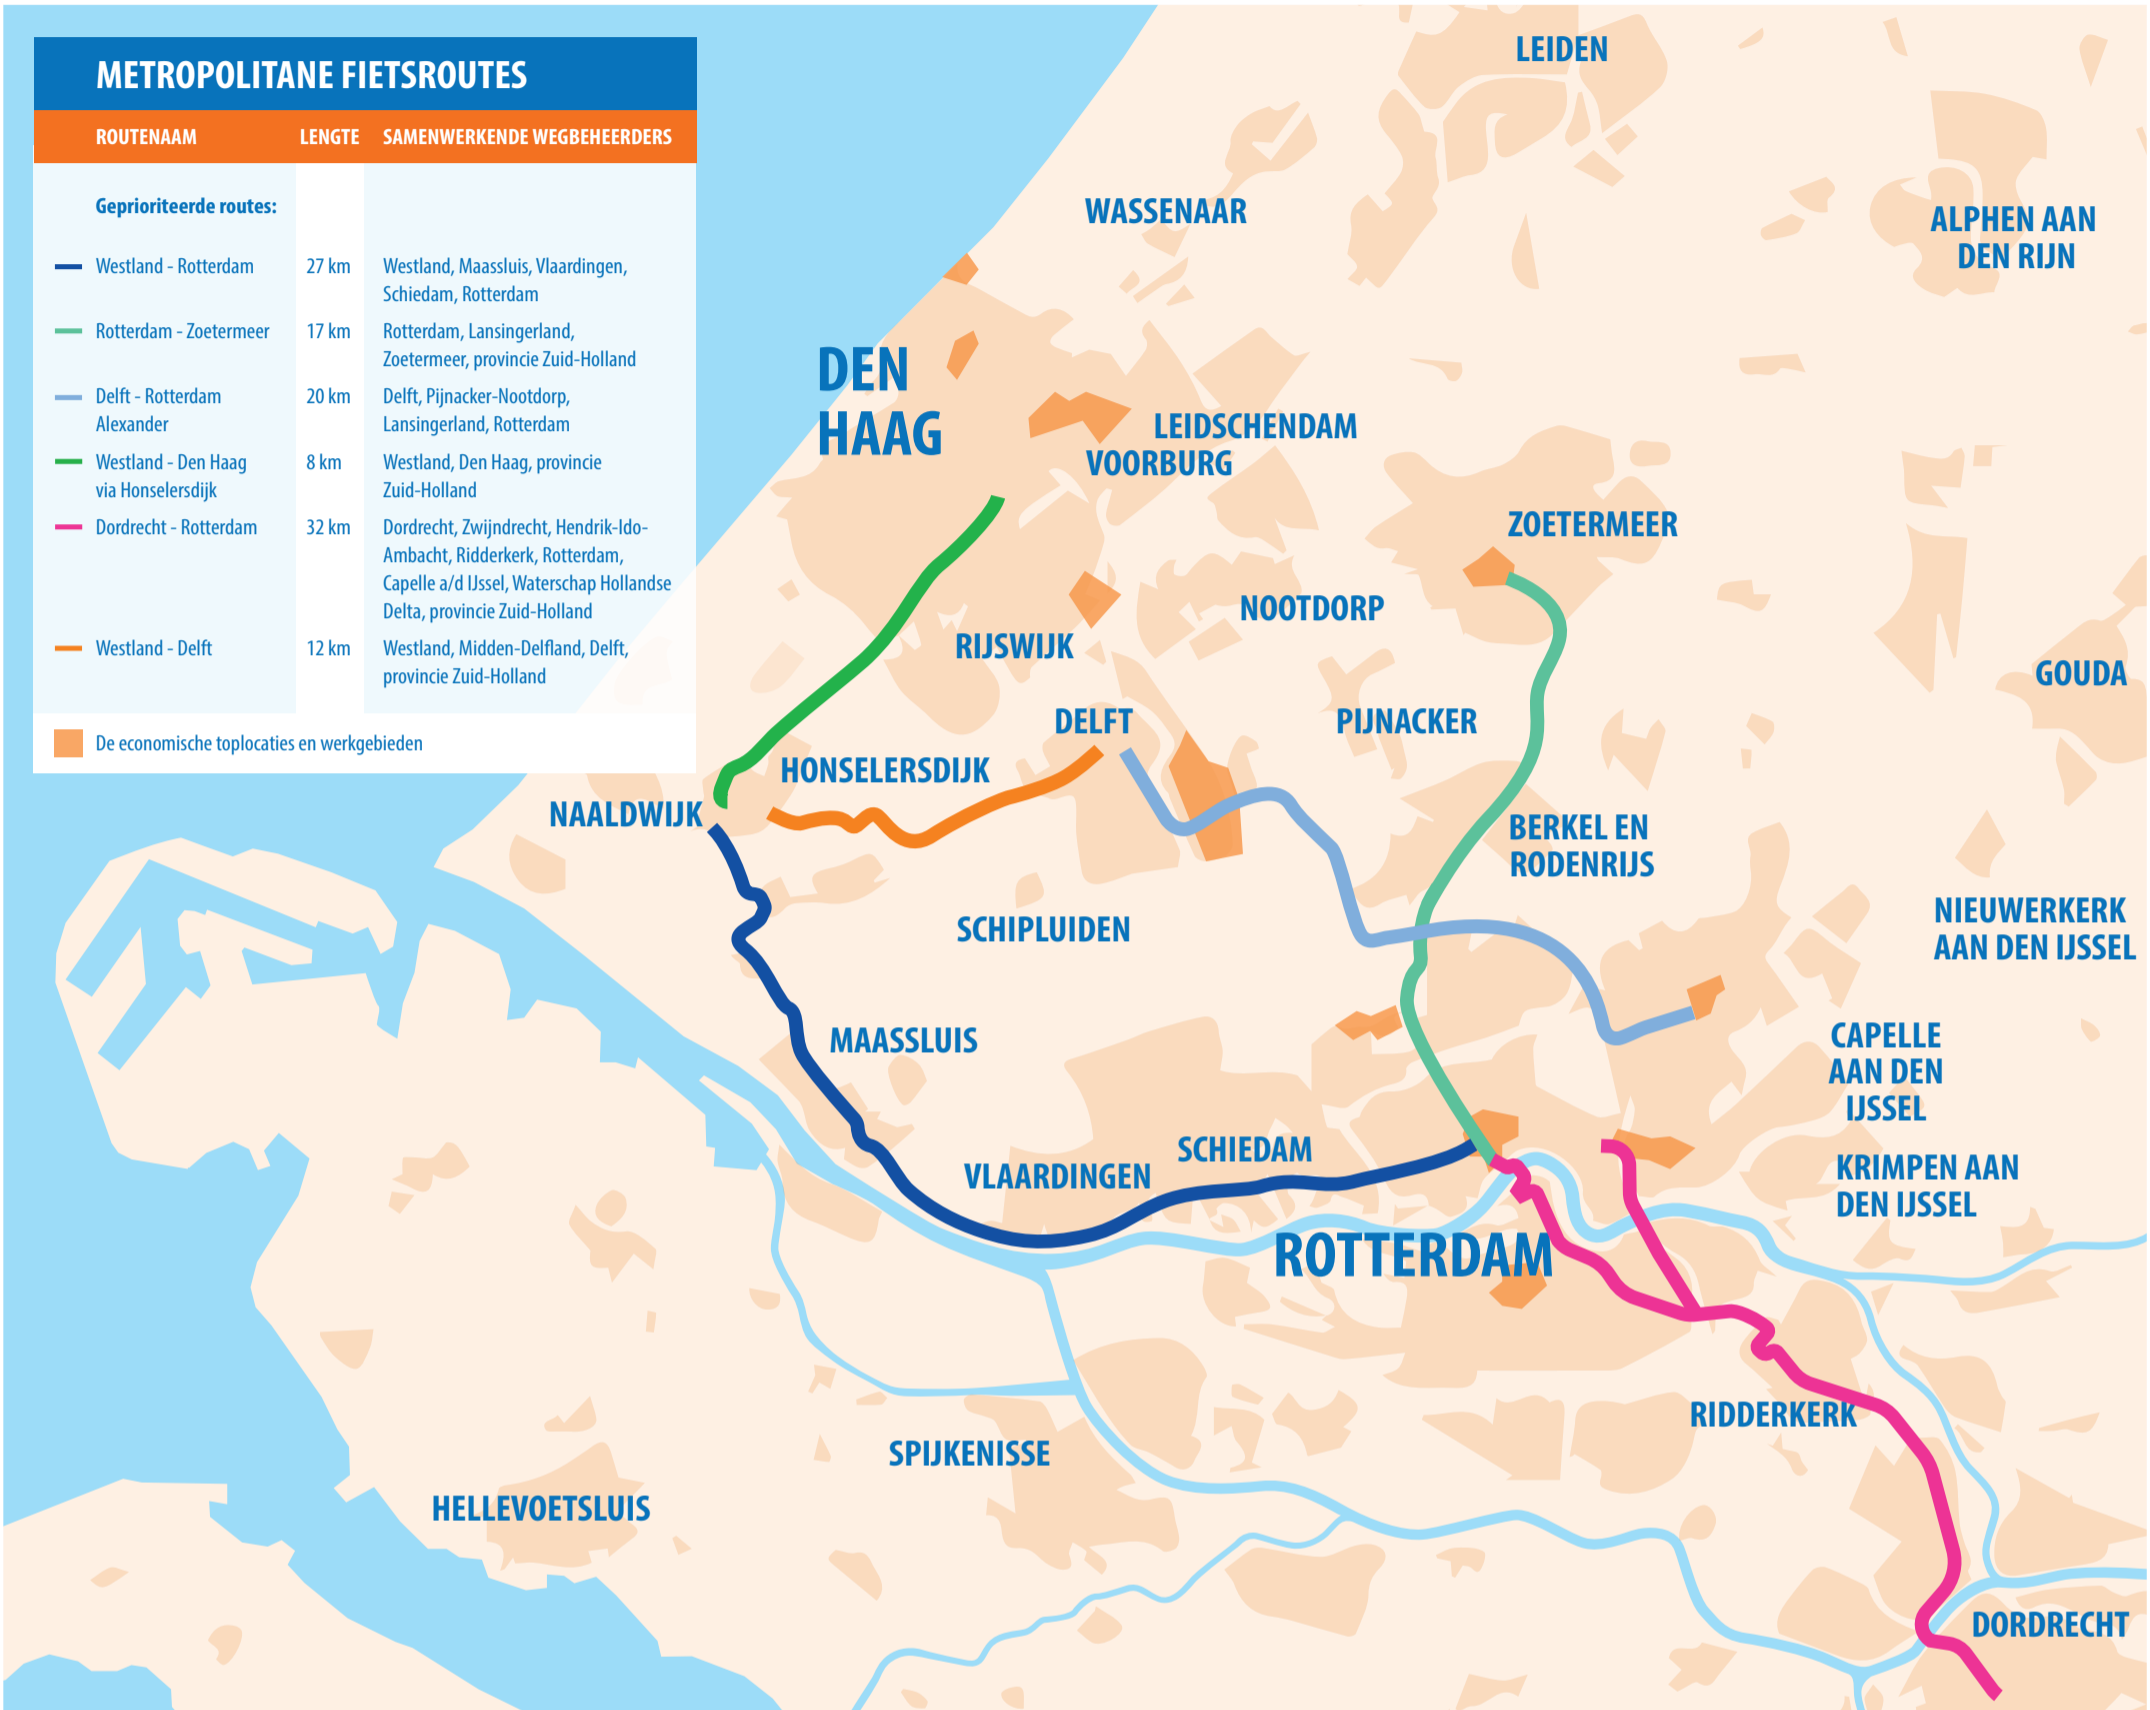 METROPOLITANE FIETSROUTES
ROUTENAAM LENGTE SAMENWERKENDE WEGBEHEERDERS
Geprioriteerde routes:
Westland - Rotterdam 27 km Westland, Maassluis, Vlaardingen,
Schiedam, Rotterdam
Rotterdam - Zoetermeer 17 km Rotterdam, Lansingerland,
Zoetermeer, provincie Zuid-Holland
Delft - Rotterdam 20 km Delft, Pijnacker-Nootdorp,
Alexander Lansingerland, Rotterdam
Westland - Den Haag 8 km Westland, Den Haag, provincie
via Honselersdijk Zuid-Holland
Dordrecht - Rotterdam 32 km Dordrecht, Zwijndrecht, Hendrik-Ido-
Ambacht, Ridderkerk, Rotterdam,
Capelle a/d IJssel, Waterschap Hollandse
Delta, provincie Zuid-Holland
Westland - Delft 12 km Westland, Midden-Delfland, Delft,
provincie Zuid-Holland
De economische toplocaties en werkgebieden
LEIDEN
WASSENAAR
ALPHEN AAN
DEN RIJN
DEN
HAAG
LEIDSCHENDAM
VOORBURG
ZOETERMEER
NOOTDORP
RIJSWIJK
GOUDA
DELFT
PIJNACKER
HONSELERSDIJK
NAALDWIJK
BERKEL EN
RODENRIJS
SCHIPLUIDEN
NIEUWERKERK
AAN DEN IJSSEL
MAASSLUIS
CAPELLE
AAN DEN
IJSSEL
SCHIEDAM
VLAARDINGEN
KRIMPEN AAN
DEN IJSSEL
ROTTERDAM
RIDDERKERK
SPIJKENISSE
HELLEVOETSLUIS
DORDRECHT